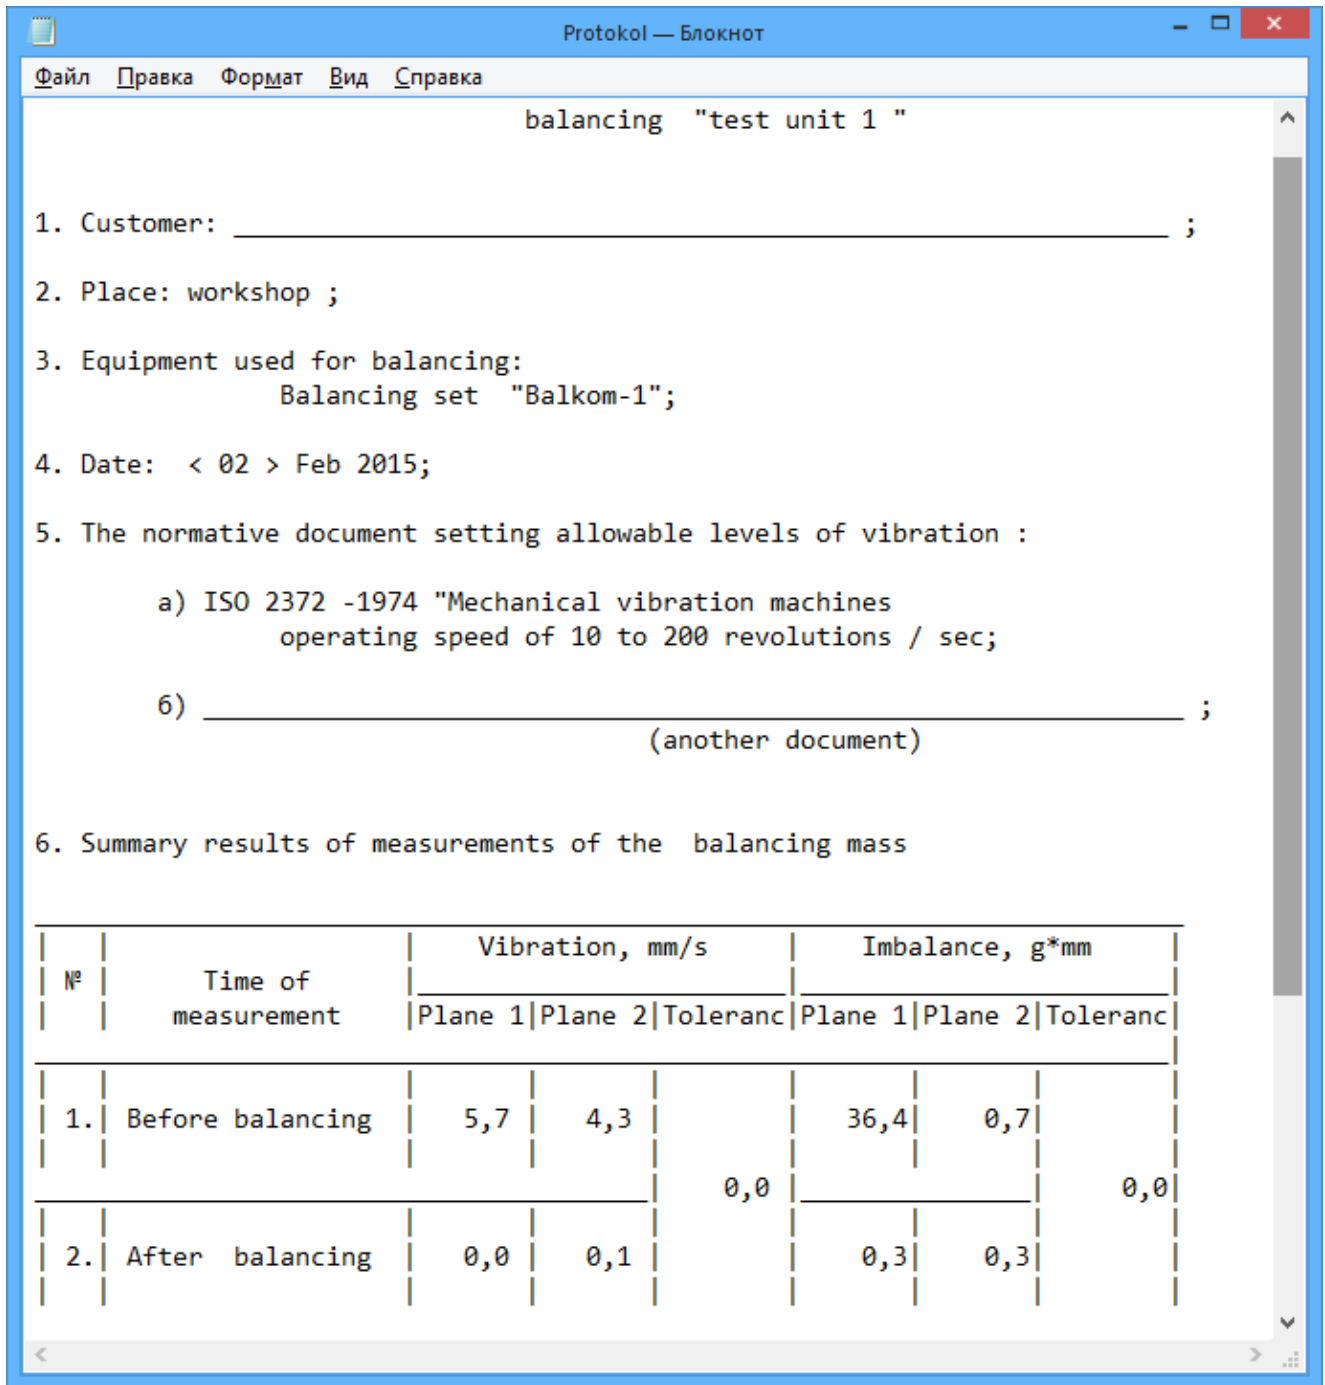 Protokol — Блокнот
Файл Правка Формат Вид Справка
balancing "test unit 1 "
1. Customer: _____________________________________________________________ ;
2. Place: workshop ;
3. Equipment used for balancing:
Balancing set "Balkom-1";
4. Date: < 02 > Feb 2015;
5. The normative document setting allowable levels of vibration :
a) ISO 2372 -1974 "Mechanical vibration machines
operating speed of 10 to 200 revolutions / sec;
6) ________________________________________________________________ ;
(another document)
6. Summary results of measurements of the balancing mass
| | | Vibration, mm/s | Imbalance, g*mm |
| № | Time of |________________________|________________________|
| | measurement |Plane 1|Plane 2|Toleranc|Plane 1|Plane 2|Toleranc|
| 1.| Before balancing | 5,7 | 4,3 | | 36,4| 0,7| |
0,0 0,0
| 2.| After balancing | 0,0 | 0,1 | | 0,3| 0,3| |